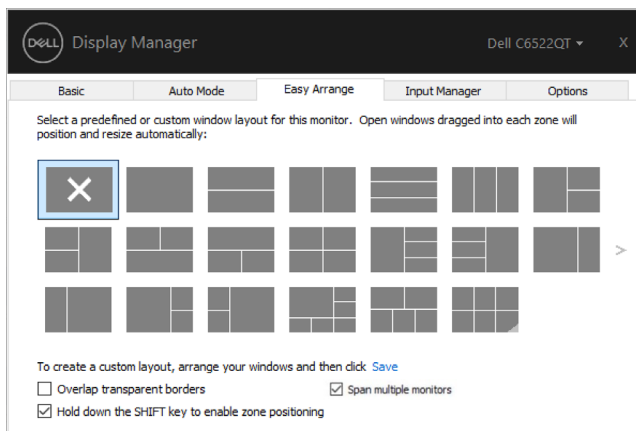 DELL Display Manager Dell C6522QT X
Basic Auto Mode Easy Arrange Input Manager Options
Select a predefined or custom window layout for this monitor. Open windows dragged into each zone will
position and resize automatically:
To create a custom layout, arrange your windows and then click Save
Overlap transparent borders Span multiple monitors
Hold down the SHIFT key to enable zone positioning